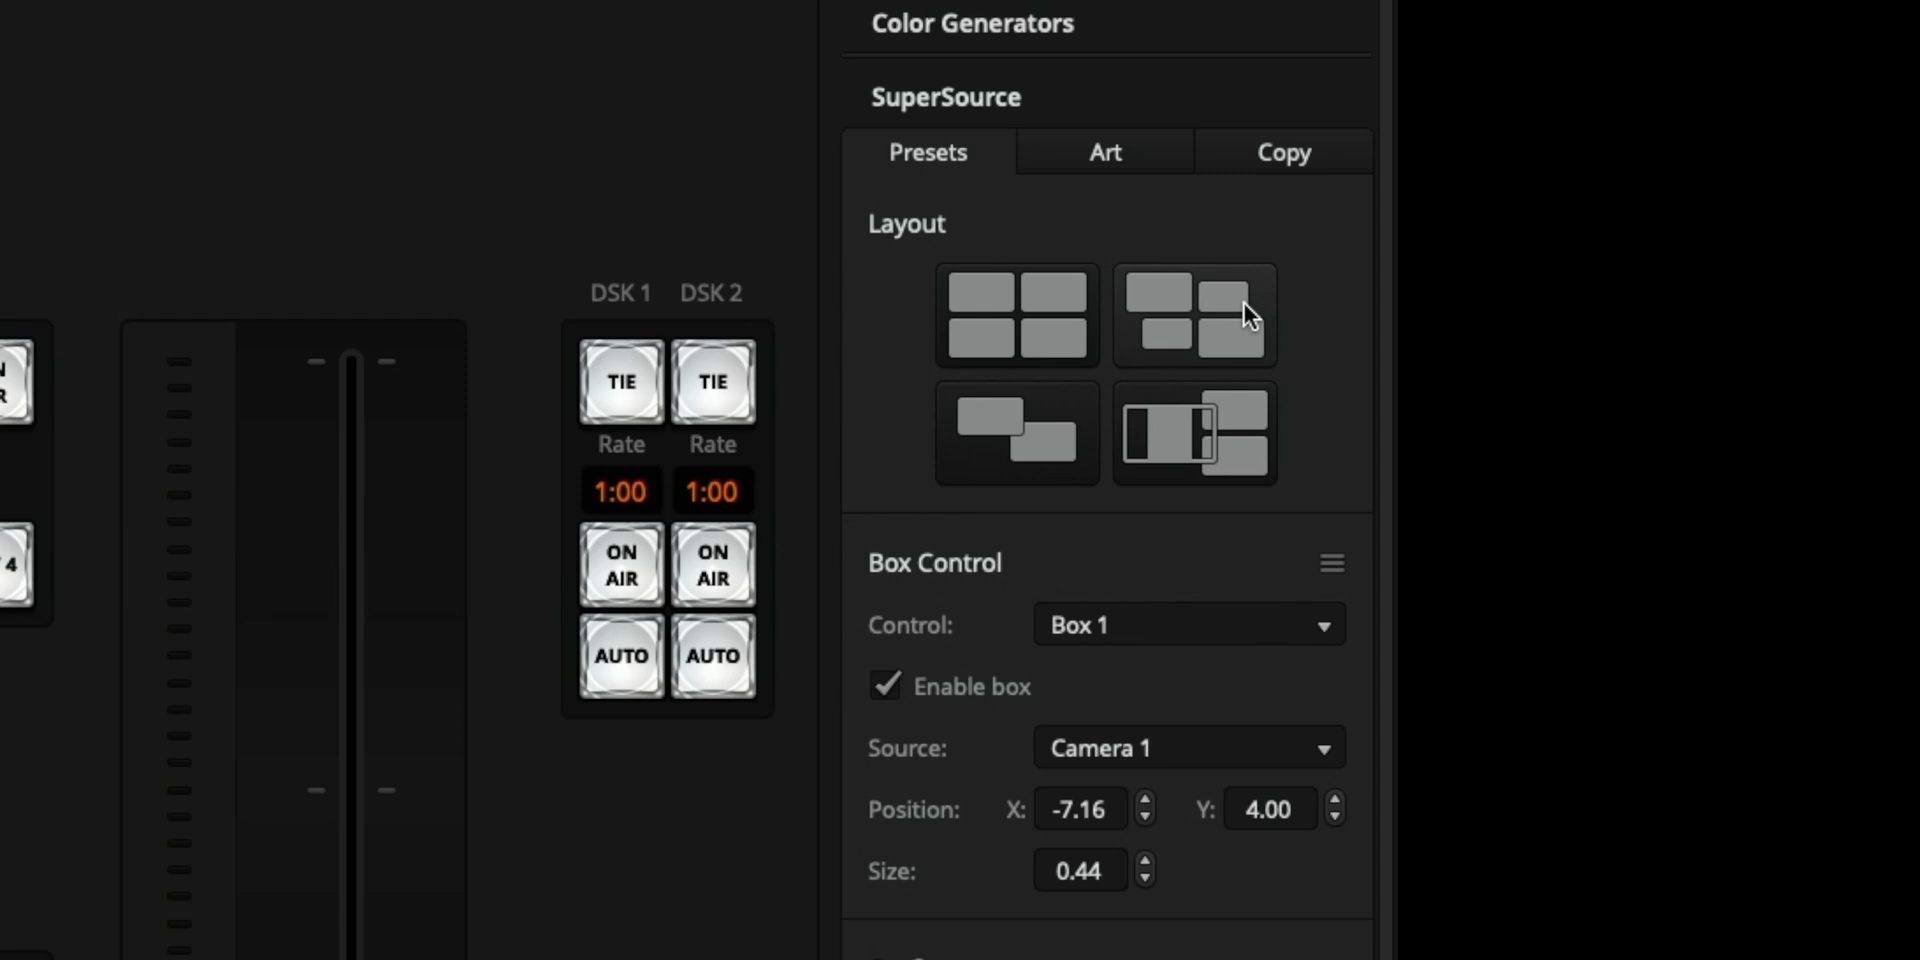 Color Generators
SuperSource
Presets Art Copy
Layout
DSK 1 DSK 2
TIE TIE
Rate Rate
1:00 1:00
ON AIR ON AIR
AUTO AUTO
4
Box Control
Control: Box 1
Enable box
Source: Camera 1
Position: X: -7.16 Y: 4.00
Size: 0.44